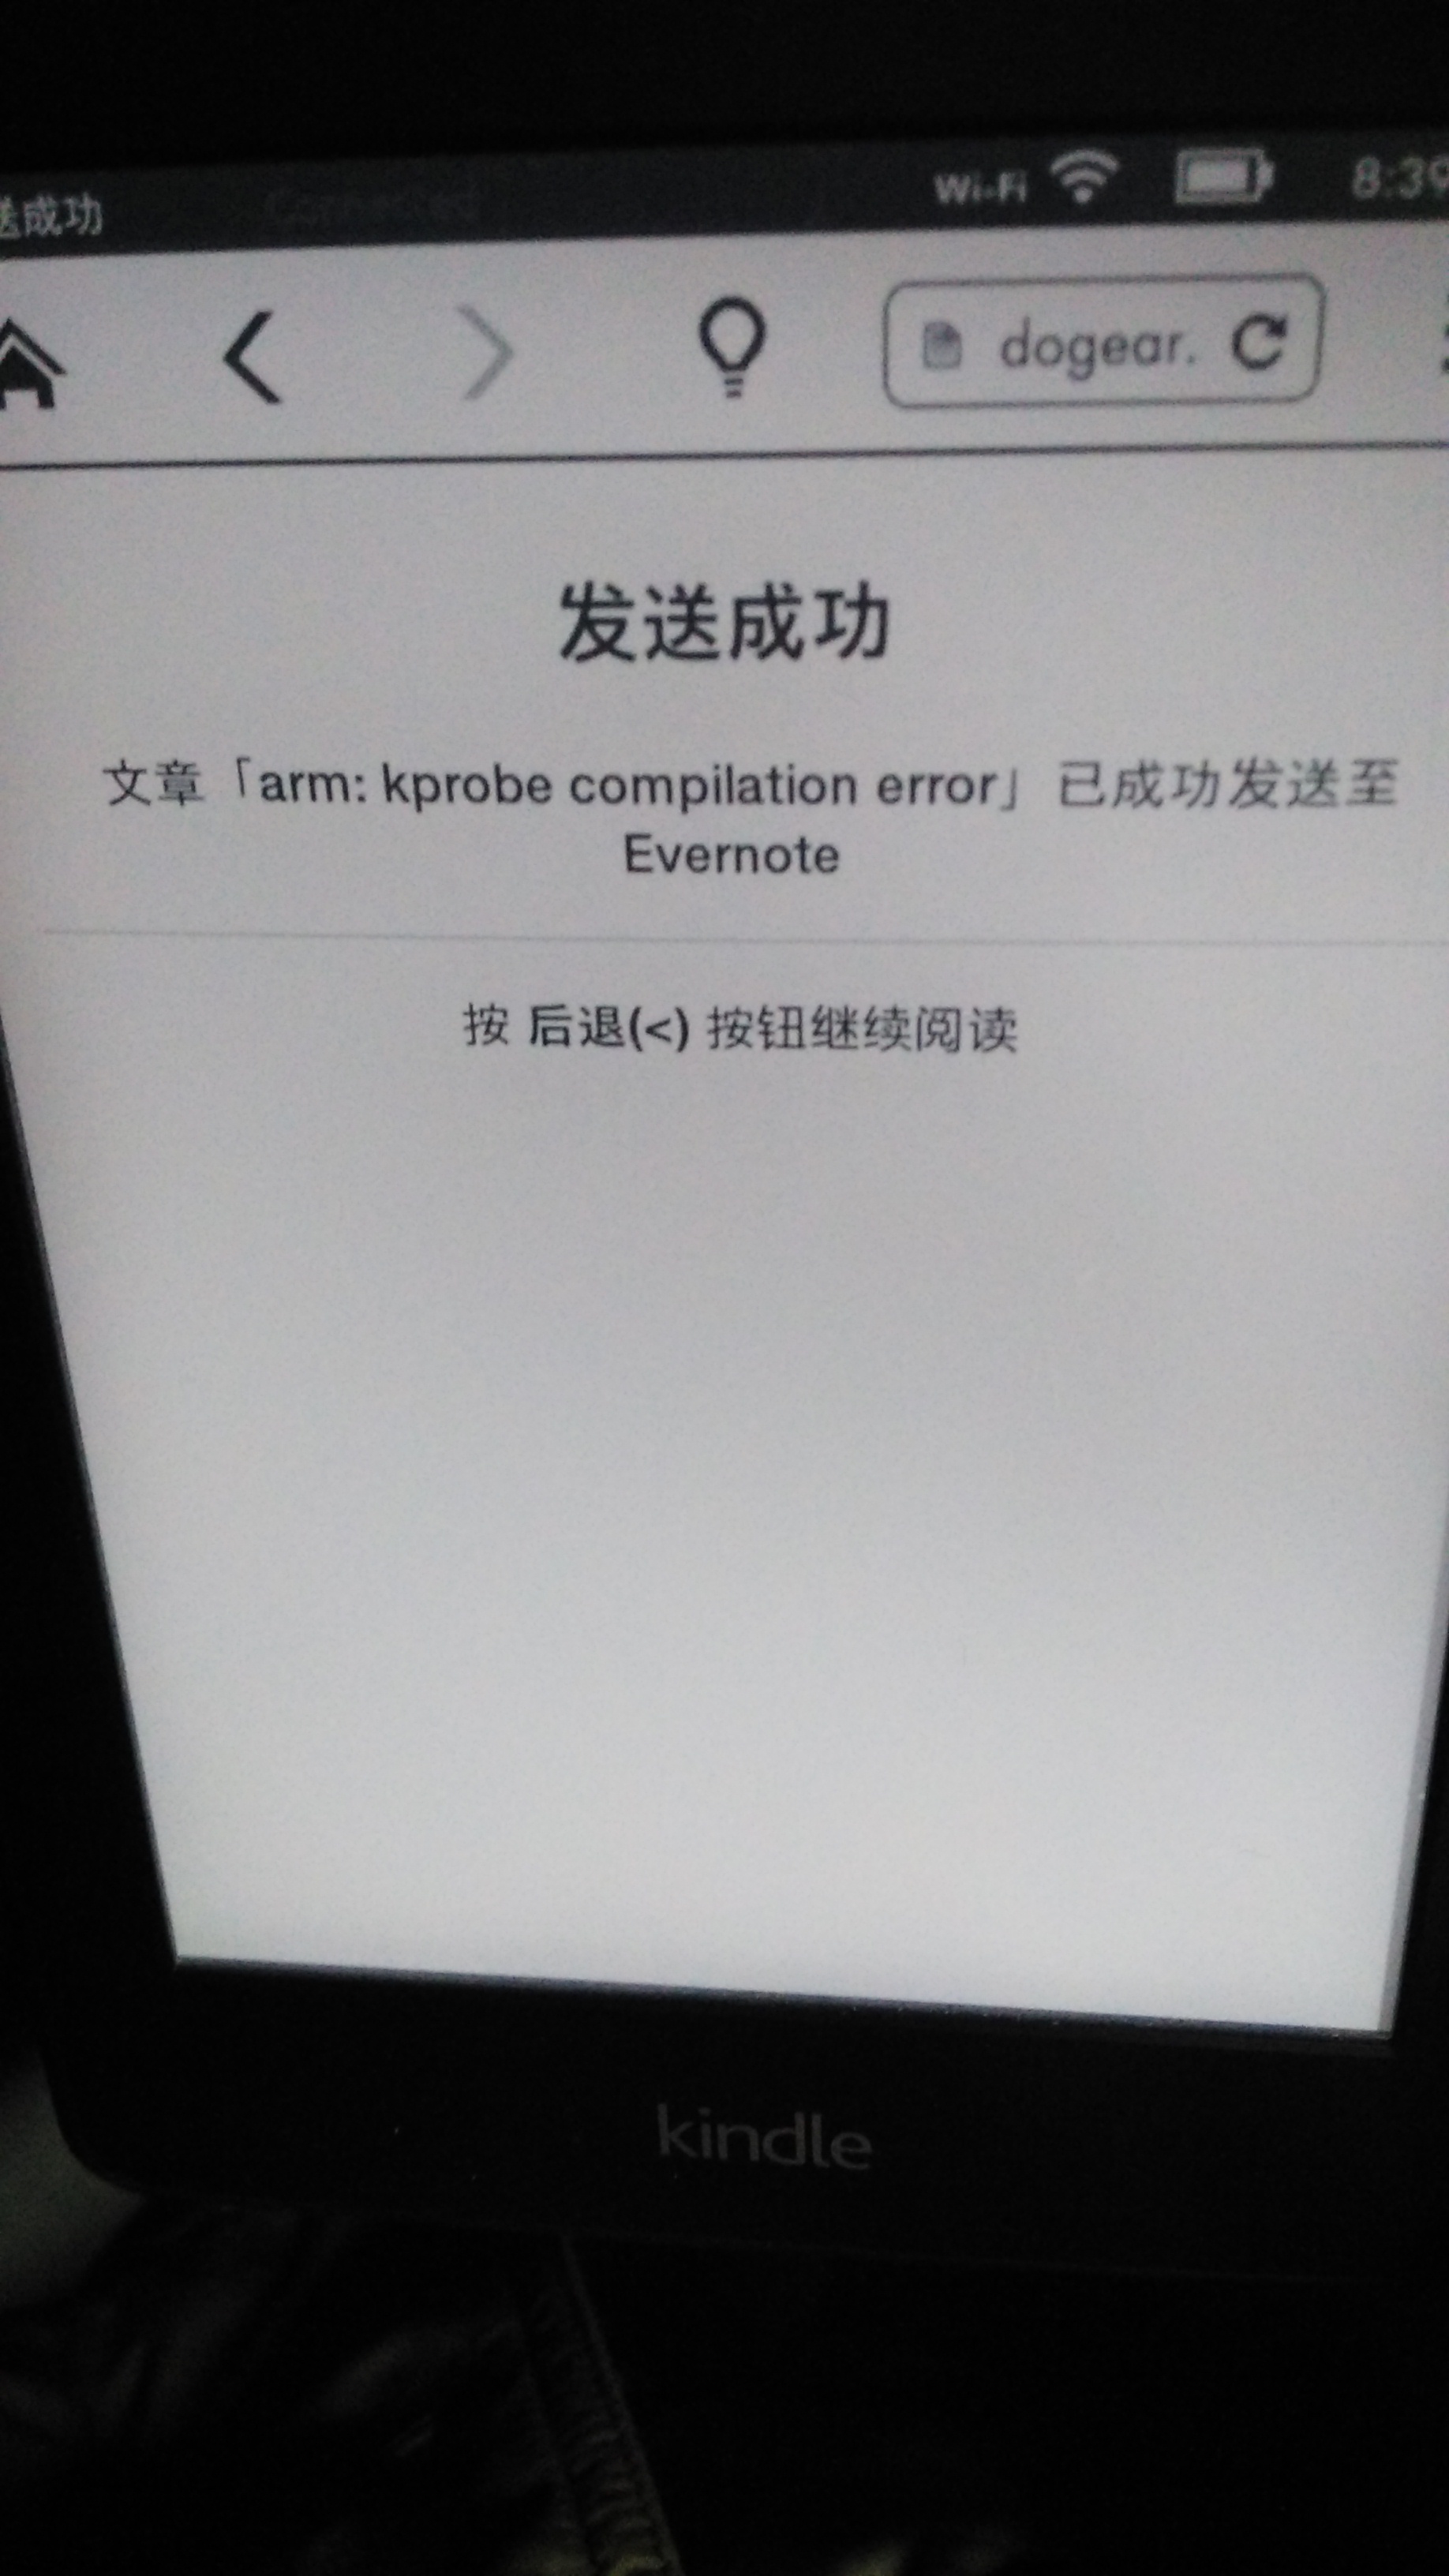 送成功
Wi-Fi 8:39
dogear.
发送成功
文章「arm: kprobe compilation error」已成功发送至
Evernote
按 后退(<) 按钮继续阅读
kindle